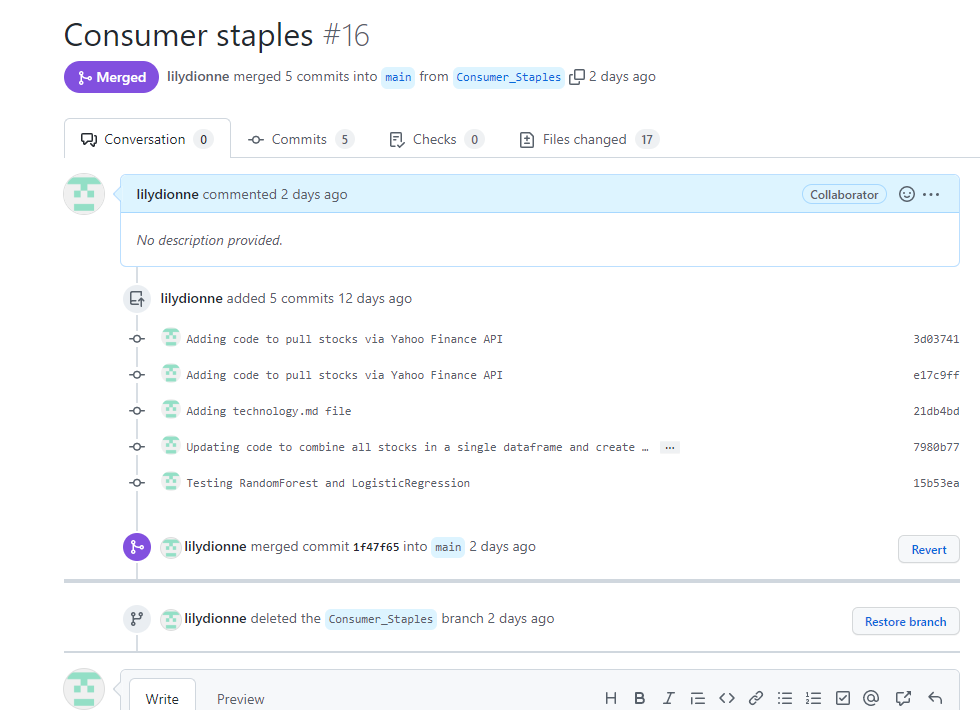 Consumer staples #16
Merged lilydionne merged 5 commits into main from Consumer_Staples 2 days ago
Conversation 0 Commits 5 Checks 0 Files changed 17
lilydionne commented 2 days ago Collaborator ...
No description provided.
lilydionne added 5 commits 12 days ago
Adding code to pull stocks via Yahoo Finance API 3d03741
Adding code to pull stocks via Yahoo Finance API e17c9ff
Adding technology.md file 21db4bd
Updating code to combine all stocks in a single dataframe and create … ... 7980b77
Testing RandomForest and LogisticRegression 15b53ea
lilydionne merged commit 1f47f65 into main 2 days ago Revert
lilydionne deleted the Consumer_Staples branch 2 days ago Restore branch
Write Preview H B I